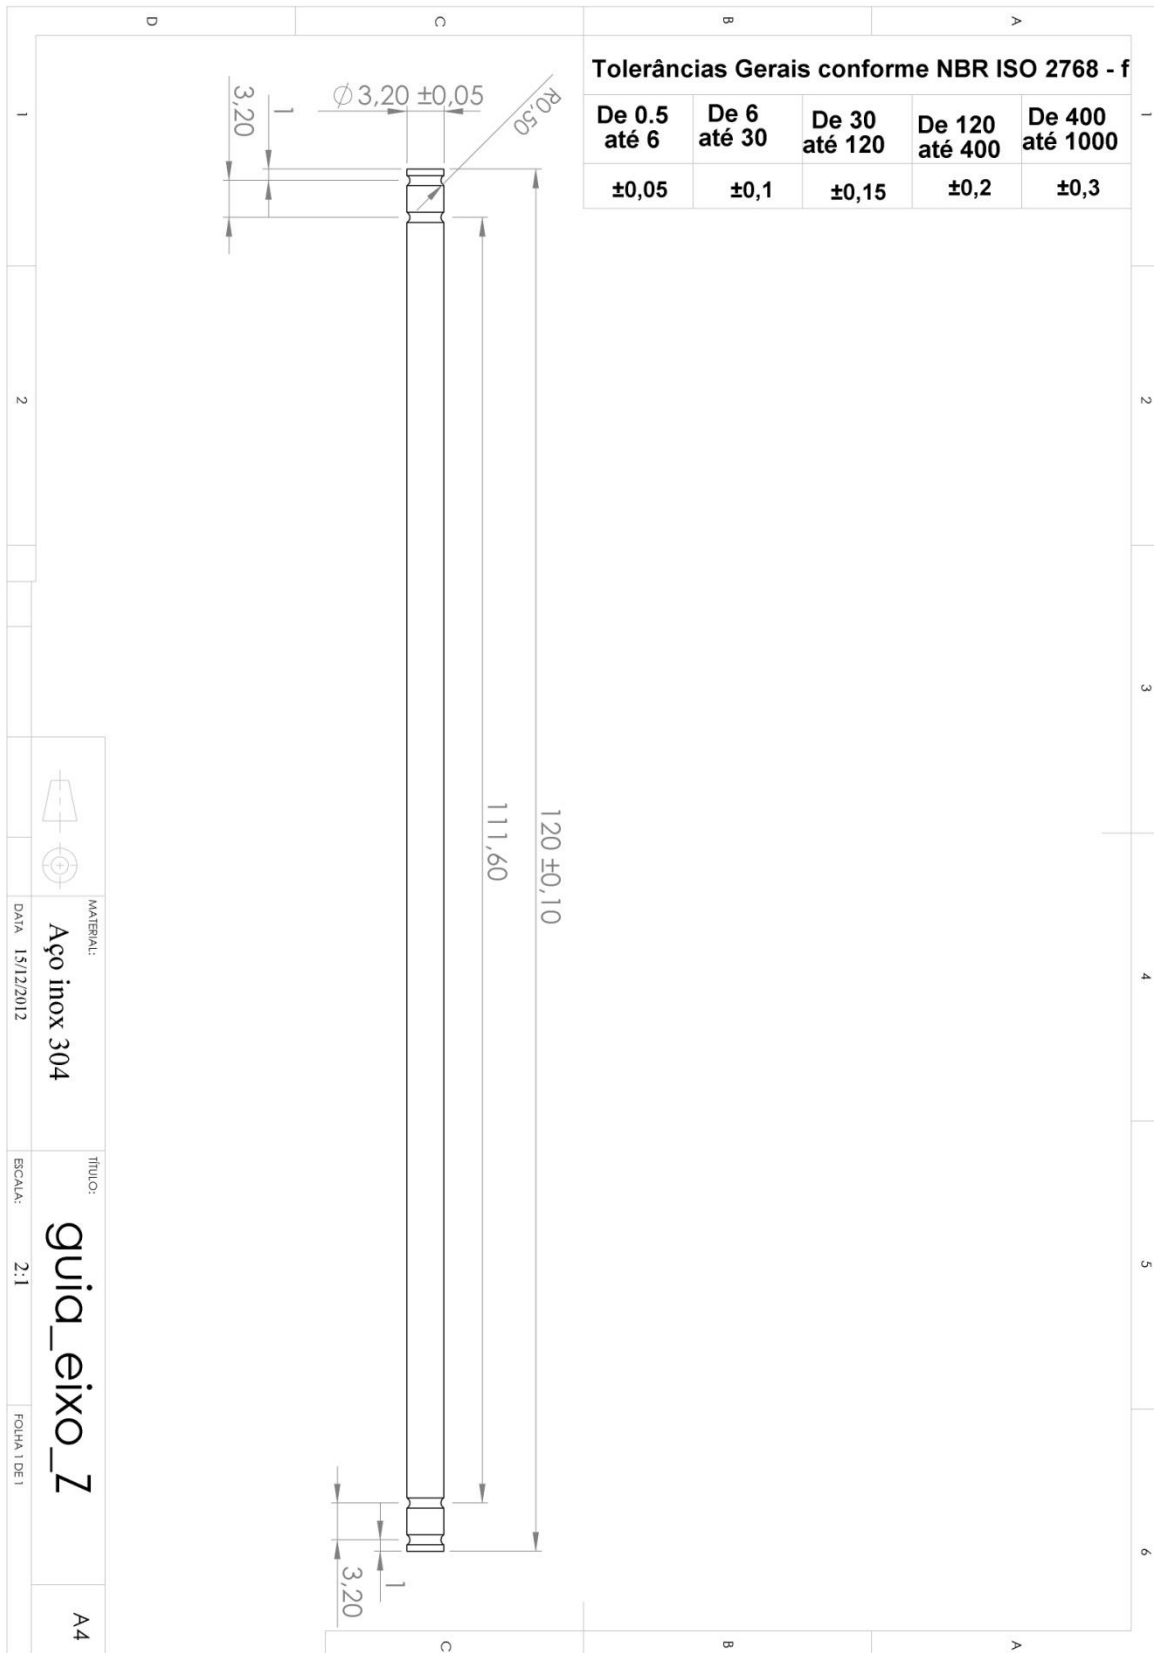 D
C
B
A
Tolerâncias Gerais conforme NBR ISO 2768 - f
De 0.5 até 6
De 6 até 30
De 30 até 120
De 120 até 400
De 400 até 1000
±0,05
±0,1
±0,15
±0,2
±0,3
1
1
3,20
1
∅ 3,20 ±0,05
R0,50
2
2
3
120 ±0,10
111,60
4
5
6
1
3,20
MATERIAL:
Aço inox 304
DATA 15/12/2012
TÍTULO:
guia_eixo_Z
ESCALA: 2:1
FOLHA 1 DE 1
A4
C
B
A